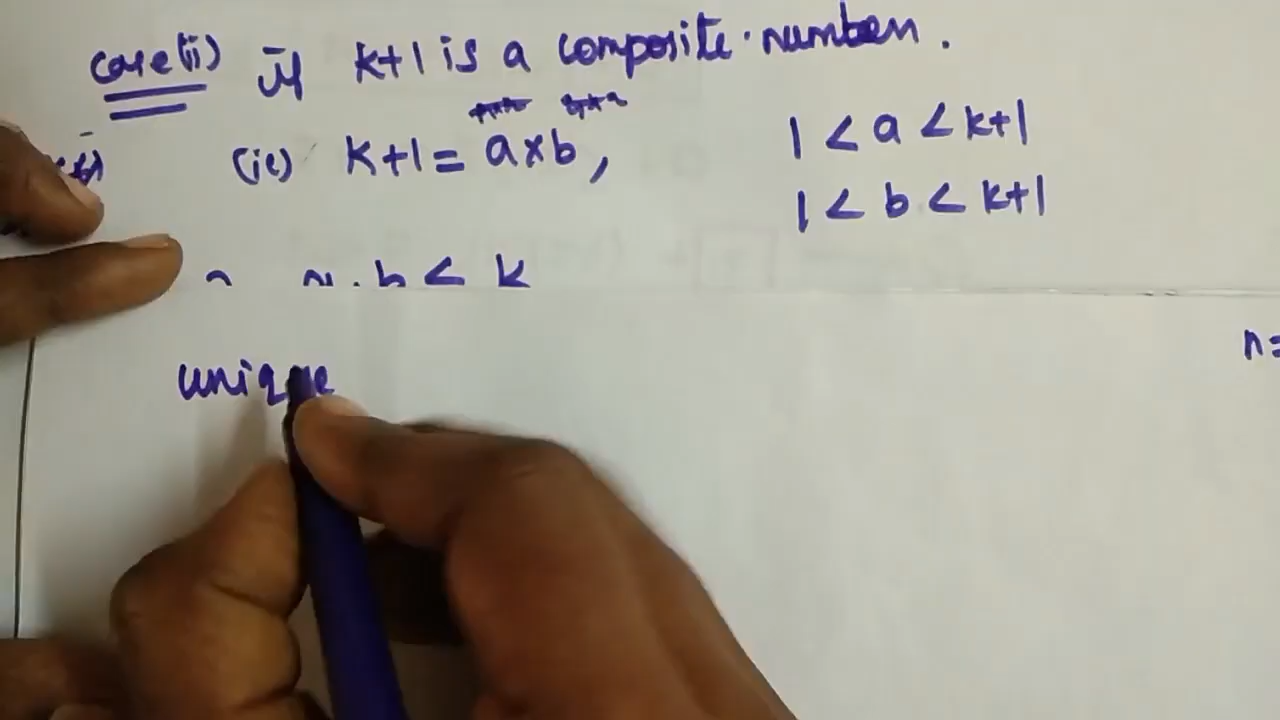 case(ii) If k+1 is a composite number.
(ie) k+1 = a×b, 1 < a < k+1
1 < b < k+1
b < k
n=
unique